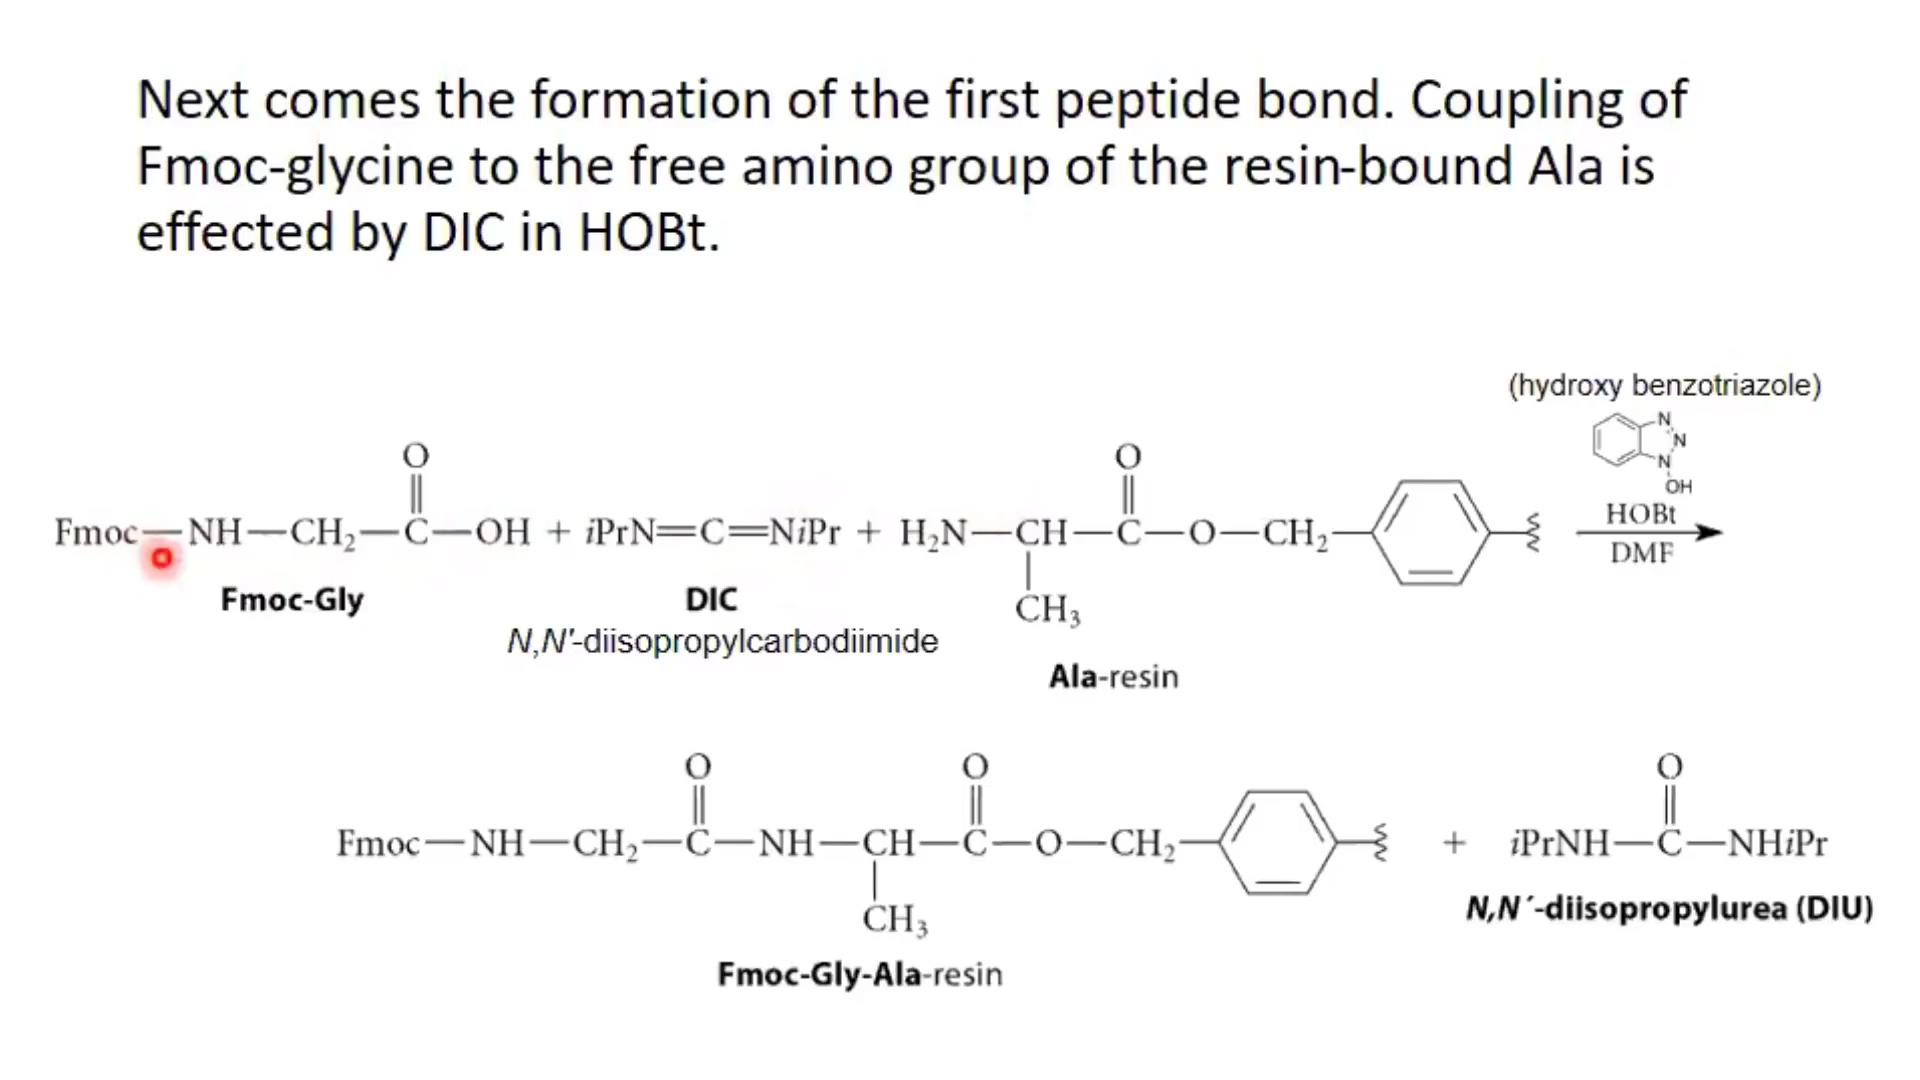 Next comes the formation of the first peptide bond. Coupling of
Fmoc-glycine to the free amino group of the resin-bound Ala is
effected by DIC in HOBt.
(hydroxy benzotriazole)
N
N
N
OH
O
O
Fmoc—NH—CH₂—C—OH + iPrN=C=NiPr + H₂N—CH—C—O—CH₂
HOBt
DMF
CH₃
Fmoc-Gly
DIC
N,N'-diisopropylcarbodiimide
Ala-resin
O
O
O
Fmoc—NH—CH₂—C—NH—CH—C—O—CH₂ + iPrNH—C—NHiPr
CH₃
N,N´-diisopropylurea (DIU)
Fmoc-Gly-Ala-resin